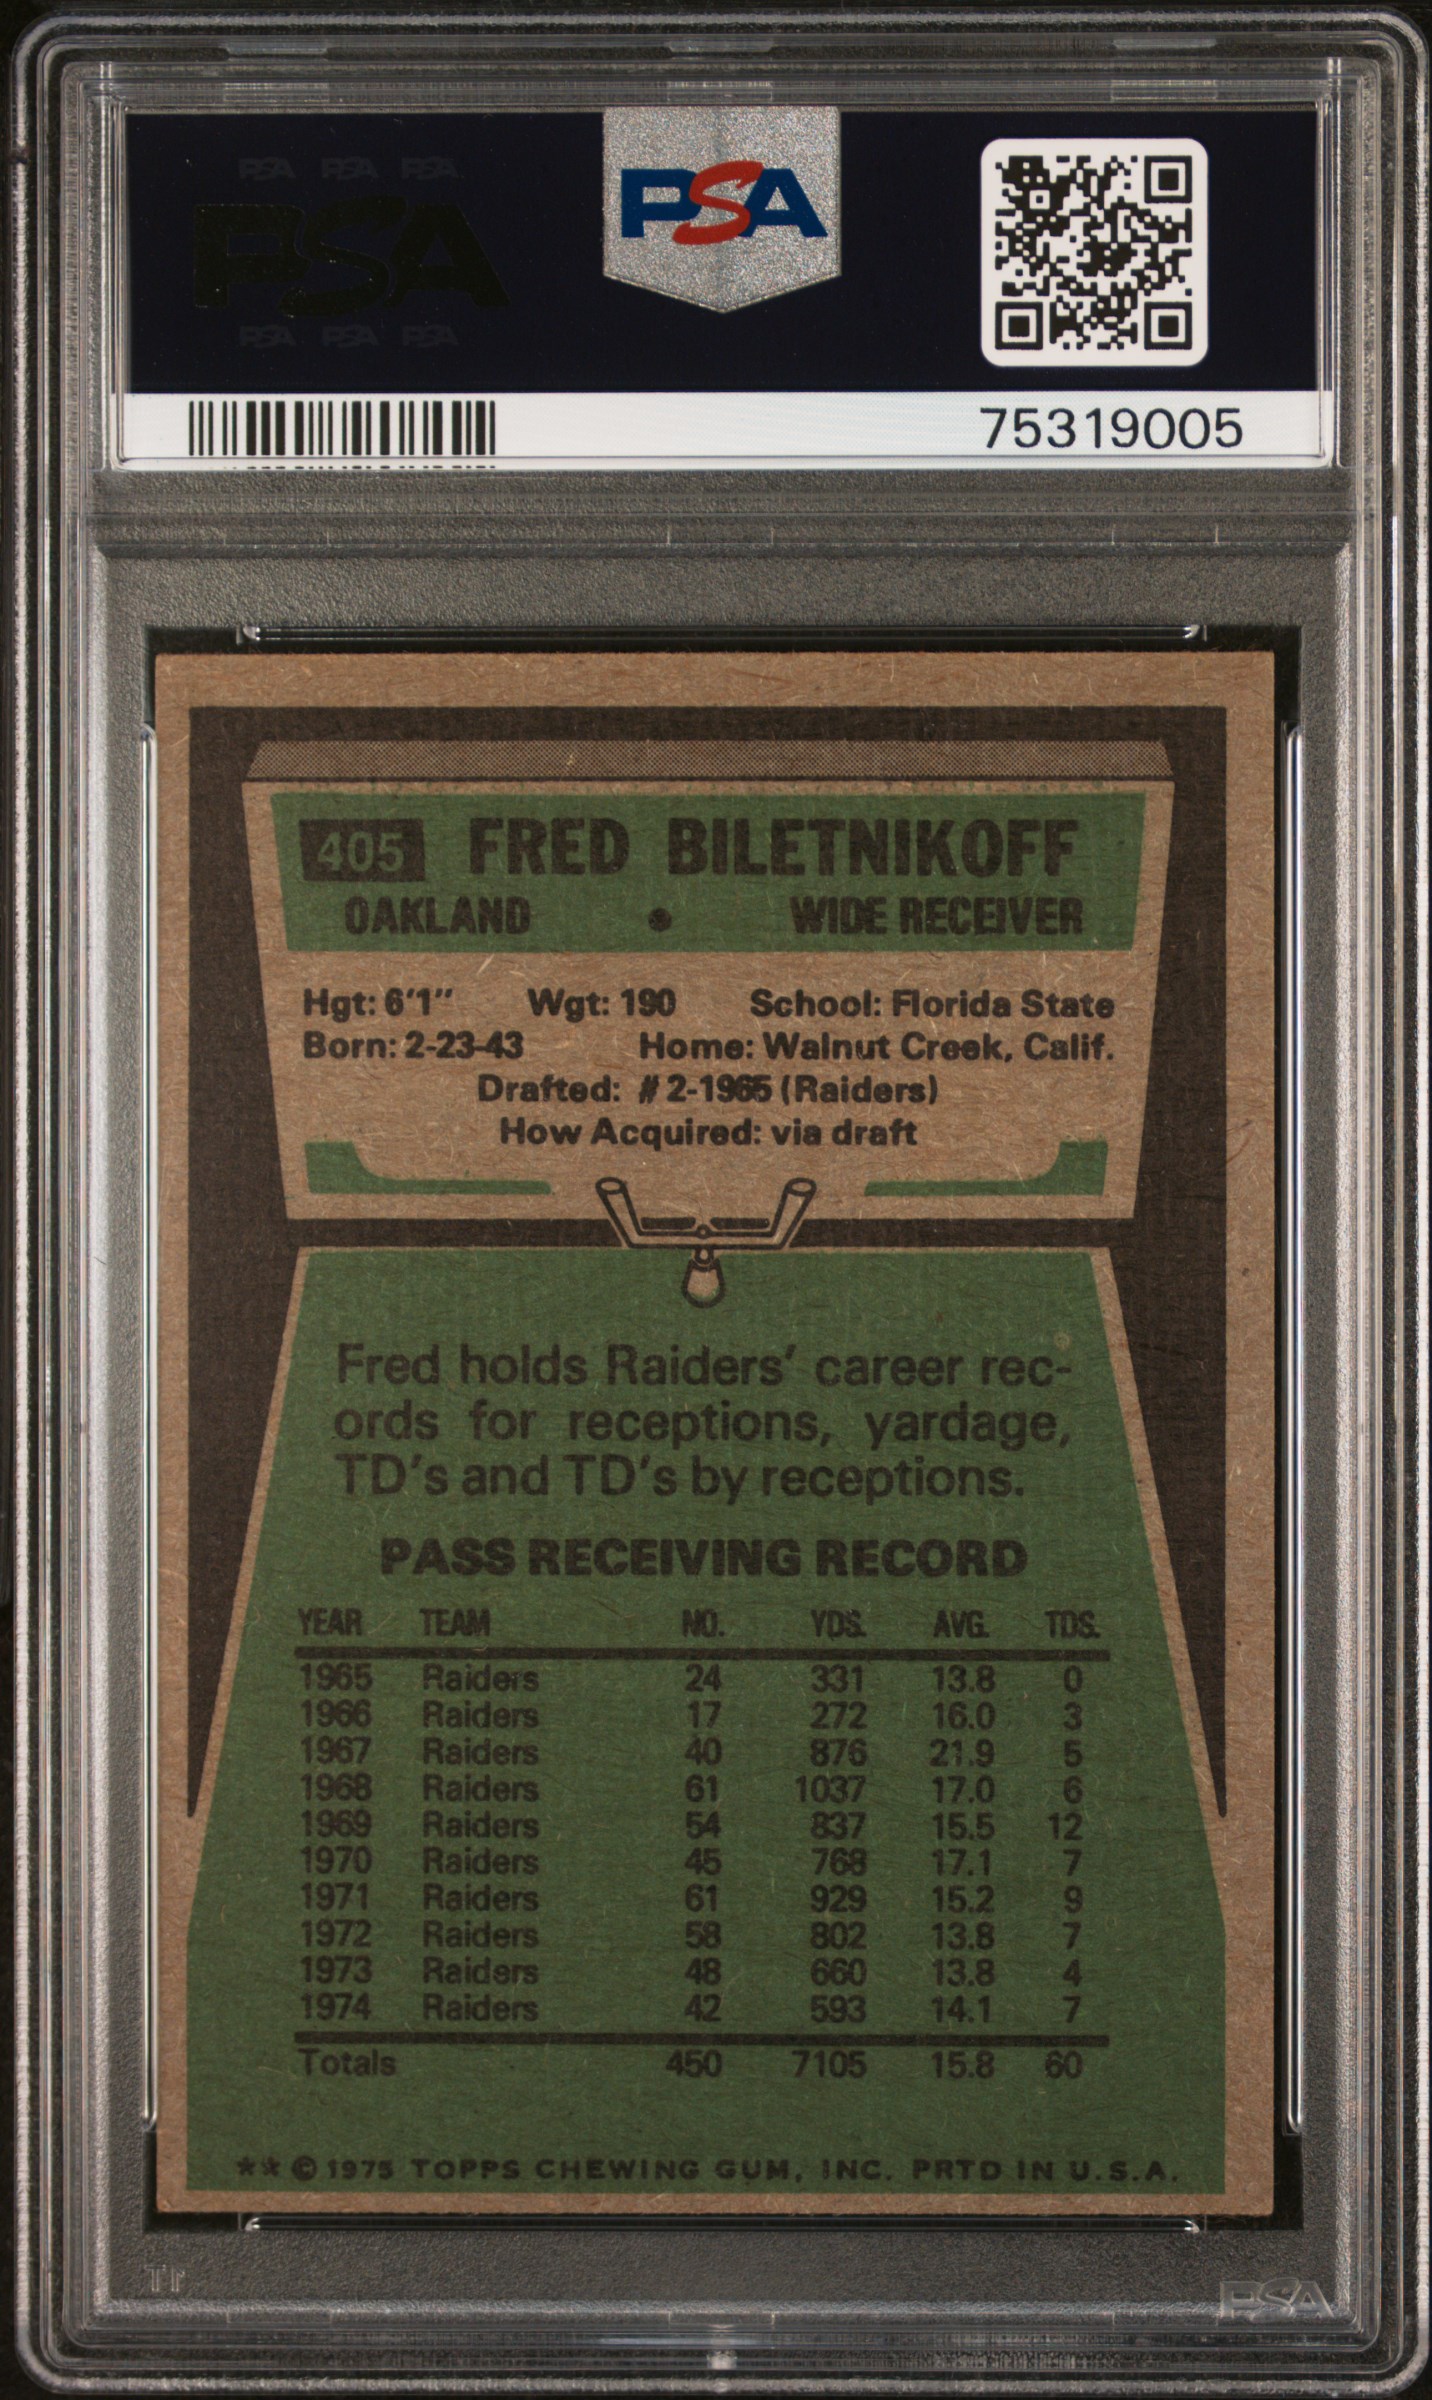 PSA PSA PSA
PSA
PSA PSA PSA
PSA
75319005
405 FRED BILETNIKOFF
OAKLAND • WIDE RECEIVER
Hgt: 6'1" Wgt: 190 School: Florida State
Born: 2-23-43 Home: Walnut Creek, Calif.
Drafted: #2-1965 (Raiders)
How Acquired: via draft
Fred holds Raiders' career rec-
ords for receptions, yardage,
TD's and TD's by receptions.
PASS RECEIVING RECORD
YEAR TEAM NO. YDS. AVG. TDS.
1965 Raiders 24 331 13.8 0
1966 Raiders 17 272 16.0 3
1967 Raiders 40 876 21.9 5
1968 Raiders 61 1037 17.0 6
1969 Raiders 54 837 15.5 12
1970 Raiders 45 768 17.1 7
1971 Raiders 61 929 15.2 9
1972 Raiders 58 802 13.8 7
1973 Raiders 48 660 13.8 4
1974 Raiders 42 593 14.1 7
Totals 450 7105 15.8 60
** © 1975 TOPPS CHEWING GUM, INC. PRTD IN U.S.A.
PSA